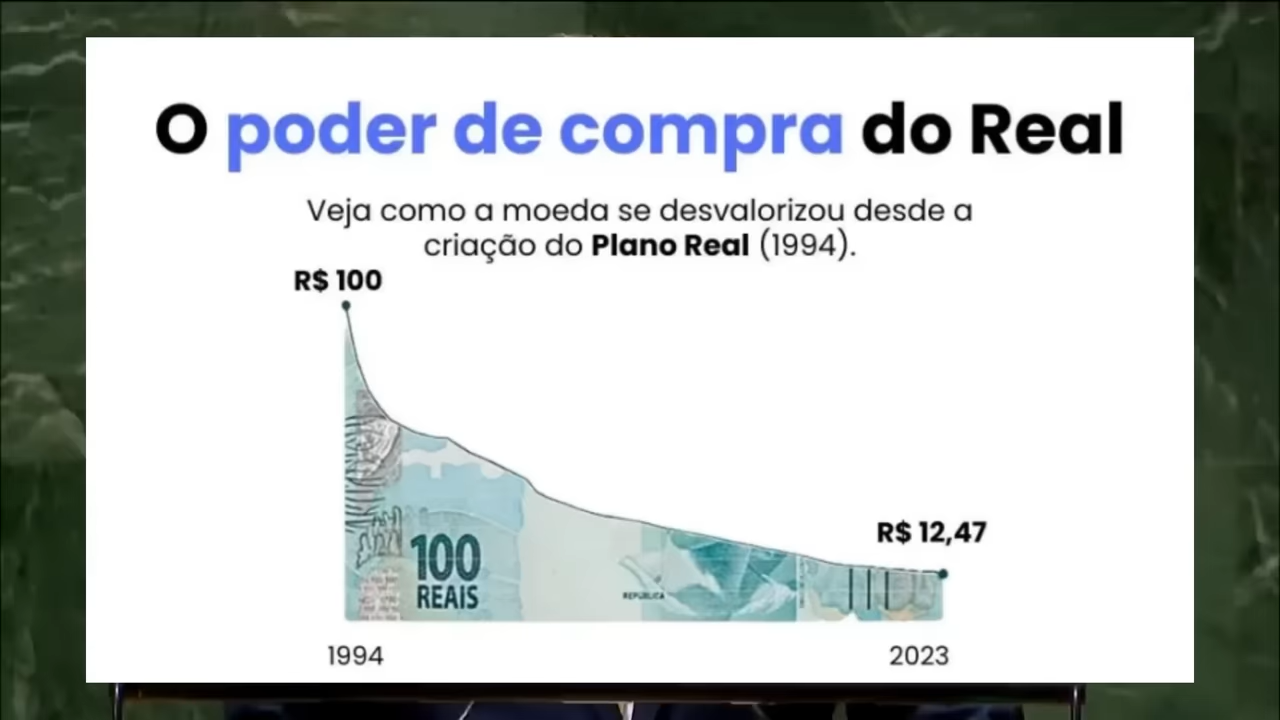 O poder de compra do Real
Veja como a moeda se desvalorizou desde a
criação do Plano Real (1994).
R$ 100
R$ 12,47
100
REAIS
REPÚBLICA
1994
2023